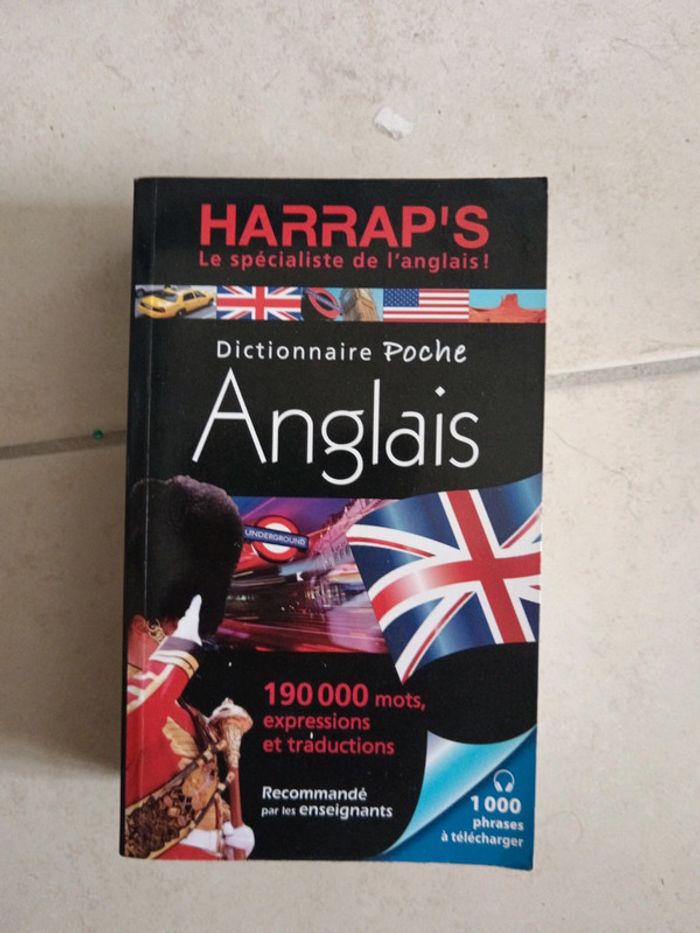 HARRAP'S
Le spécialiste de l'anglais !
Dictionnaire Poche
Anglais
UNDERGROUND
190 000 mots,
expressions
et traductions
Recommandé
par les enseignants
1 000
phrases
à télécharger